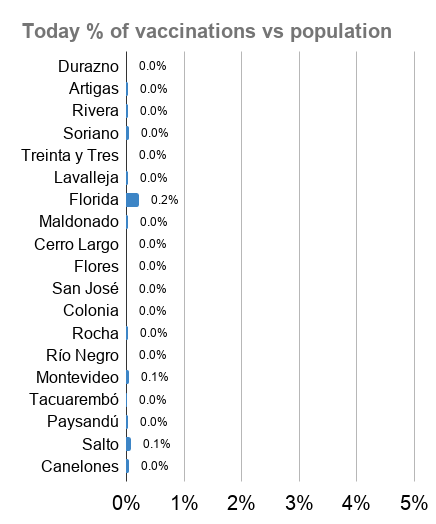 Today % of vaccinations vs population
Durazno 0.0%
Artigas 0.0%
Rivera 0.0%
Soriano 0.0%
Treinta y Tres 0.0%
Lavalleja 0.0%
Florida 0.2%
Maldonado 0.0%
Cerro Largo 0.0%
Flores 0.0%
San José 0.0%
Colonia 0.0%
Rocha 0.0%
Río Negro 0.0%
Montevideo 0.1%
Tacuarembó 0.0%
Paysandú 0.0%
Salto 0.1%
Canelones 0.0%
0% 1% 2% 3% 4% 5%